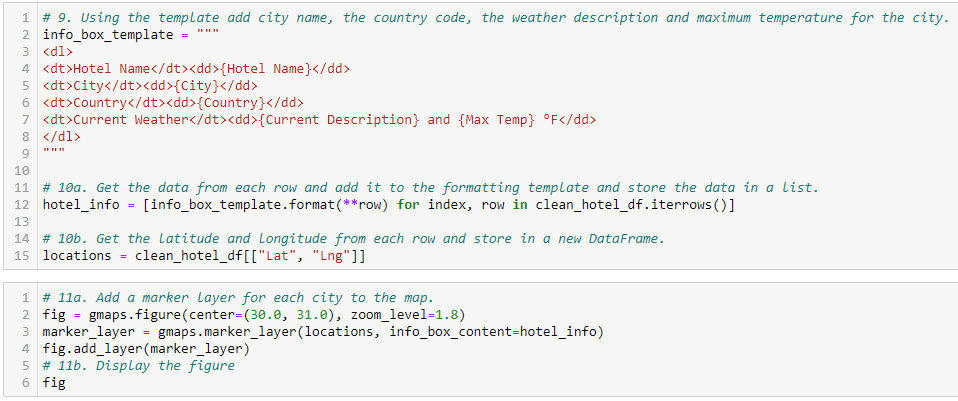 1 # 9. Using the template add city name, the country code, the weather description and maximum temperature for the city.
2 info_box_template = """
3 <dl>
4 <dt>Hotel Name</dt><dd>{Hotel Name}</dd>
5 <dt>City</dt><dd>{City}</dd>
6 <dt>Country</dt><dd>{Country}</dd>
7 <dt>Current Weather</dt><dd>{Current Description} and {Max Temp} °F</dd>
8 </dl>
9 """
10
11 # 10a. Get the data from each row and add it to the formatting template and store the data in a list.
12 hotel_info = [info_box_template.format(**row) for index, row in clean_hotel_df.iterrows()]
13
14 # 10b. Get the latitude and longitude from each row and store in a new DataFrame.
15 locations = clean_hotel_df[["Lat", "Lng"]]
1 # 11a. Add a marker layer for each city to the map.
2 fig = gmaps.figure(center=(30.0, 31.0), zoom_level=1.8)
3 marker_layer = gmaps.marker_layer(locations, info_box_content=hotel_info)
4 fig.add_layer(marker_layer)
5 # 11b. Display the figure
6 fig